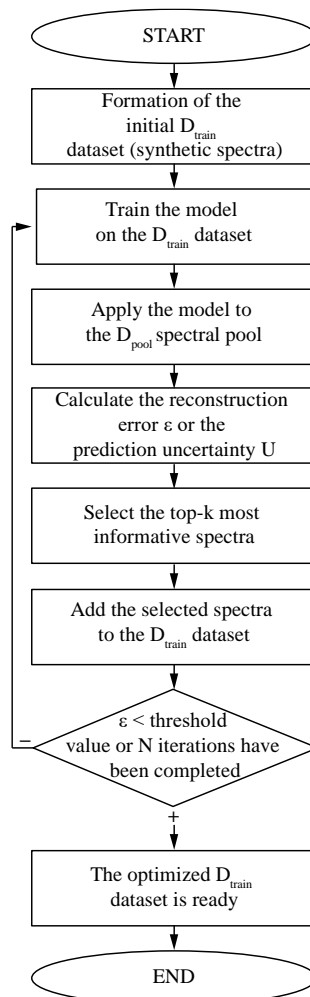 START
Formation of the
initial D_train
dataset (synthetic spectra)
Train the model
on the D_train dataset
Apply the model to
the D_pool spectral pool
Calculate the reconstruction
error ε or the
prediction uncertainty U
Select the top-k most
informative spectra
Add the selected spectra
to the D_train dataset
ε < threshold
value or N iterations have
been completed
−
+
The optimized D_train
dataset is ready
END